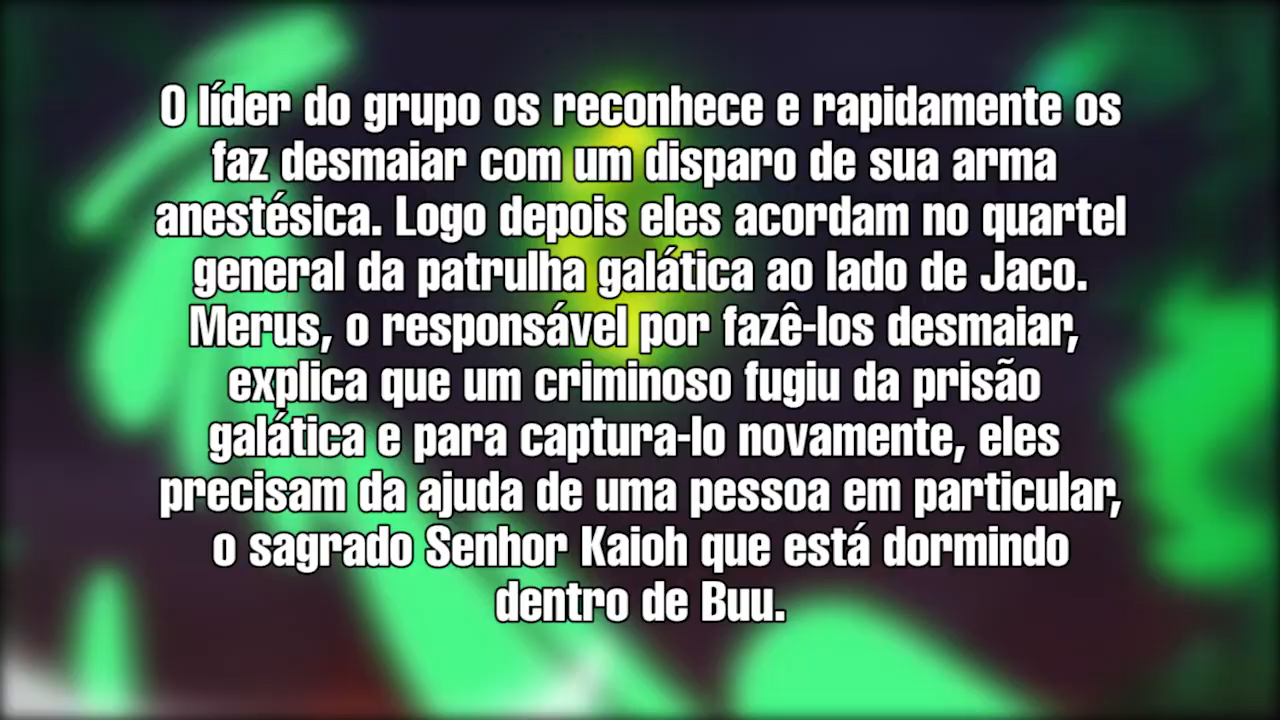 O líder do grupo os reconhece e rapidamente os
faz desmaiar com um disparo de sua arma
anestésica. Logo depois eles acordam no quartel
general da patrulha galática ao lado de Jaco.
Merus, o responsável por fazê-los desmaiar,
explica que um criminoso fugiu da prisão
galática e para captura-lo novamente, eles
precisam da ajuda de uma pessoa em particular,
o sagrado Senhor Kaioh que está dormindo
dentro de Buu.